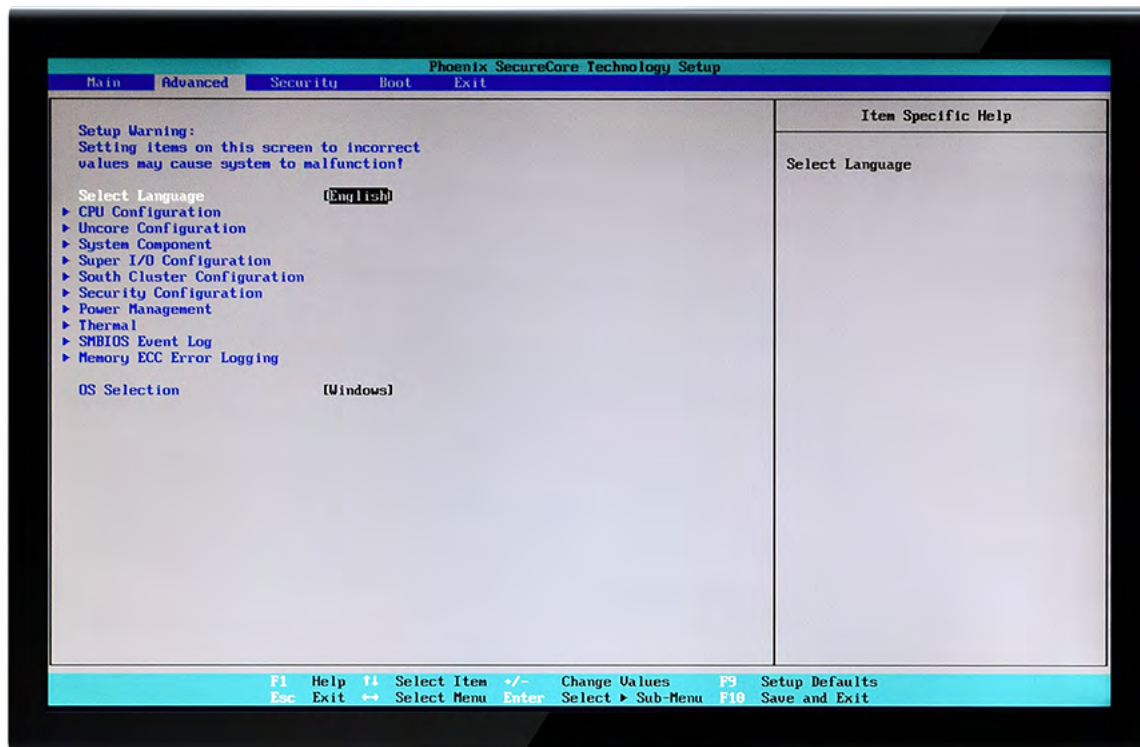 Phoenix SecureCore Technology Setup
Main Advanced Security Boot Exit
Setup Warning:
Setting items on this screen to incorrect
values may cause system to malfunction!
Select Language [English]
▶ CPU Configuration
▶ Uncore Configuration
▶ System Component
▶ Super I/O Configuration
▶ South Cluster Configuration
▶ Security Configuration
▶ Power Management
▶ Thermal
▶ SMBIOS Event Log
▶ Memory ECC Error Logging
OS Selection [Windows]
Item Specific Help
Select Language
F1 Help ↑↓ Select Item +/- Change Values F9 Setup Defaults
Esc Exit ↔ Select Menu Enter Select ▶ Sub-Menu F10 Save and Exit